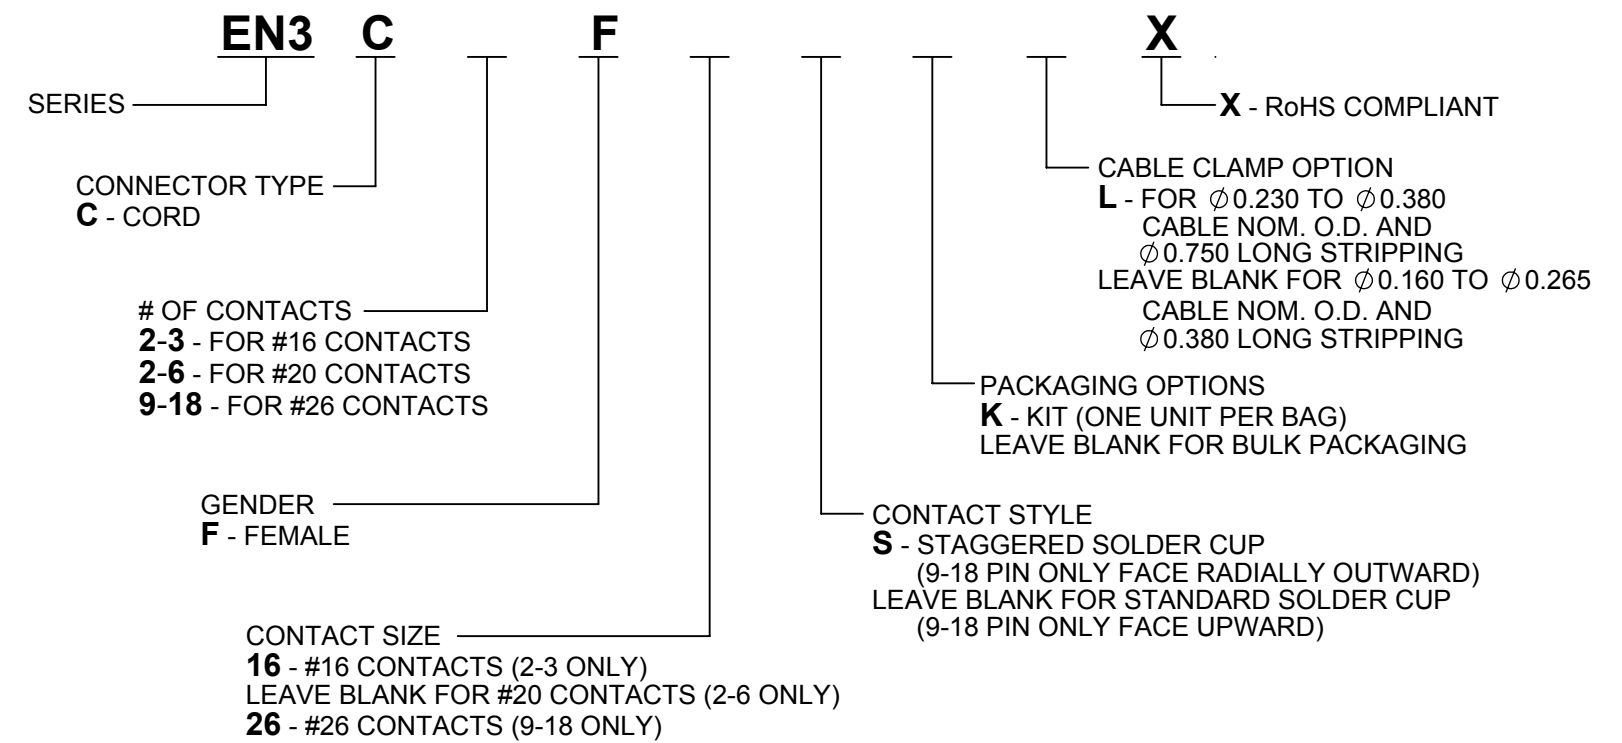 EN3 C F X
SERIES
X - RoHS COMPLIANT
CONNECTOR TYPE
C - CORD
CABLE CLAMP OPTION
L - FOR ∅0.230 TO ∅0.380
CABLE NOM. O.D. AND
∅0.750 LONG STRIPPING
LEAVE BLANK FOR ∅0.160 TO ∅0.265
CABLE NOM. O.D. AND
∅0.380 LONG STRIPPING
# OF CONTACTS
2-3 - FOR #16 CONTACTS
2-6 - FOR #20 CONTACTS
9-18 - FOR #26 CONTACTS
PACKAGING OPTIONS
K - KIT (ONE UNIT PER BAG)
LEAVE BLANK FOR BULK PACKAGING
GENDER
F - FEMALE
CONTACT STYLE
S - STAGGERED SOLDER CUP
(9-18 PIN ONLY FACE RADIALLY OUTWARD)
LEAVE BLANK FOR STANDARD SOLDER CUP
(9-18 PIN ONLY FACE UPWARD)
CONTACT SIZE
16 - #16 CONTACTS (2-3 ONLY)
LEAVE BLANK FOR #20 CONTACTS (2-6 ONLY)
26 - #26 CONTACTS (9-18 ONLY)